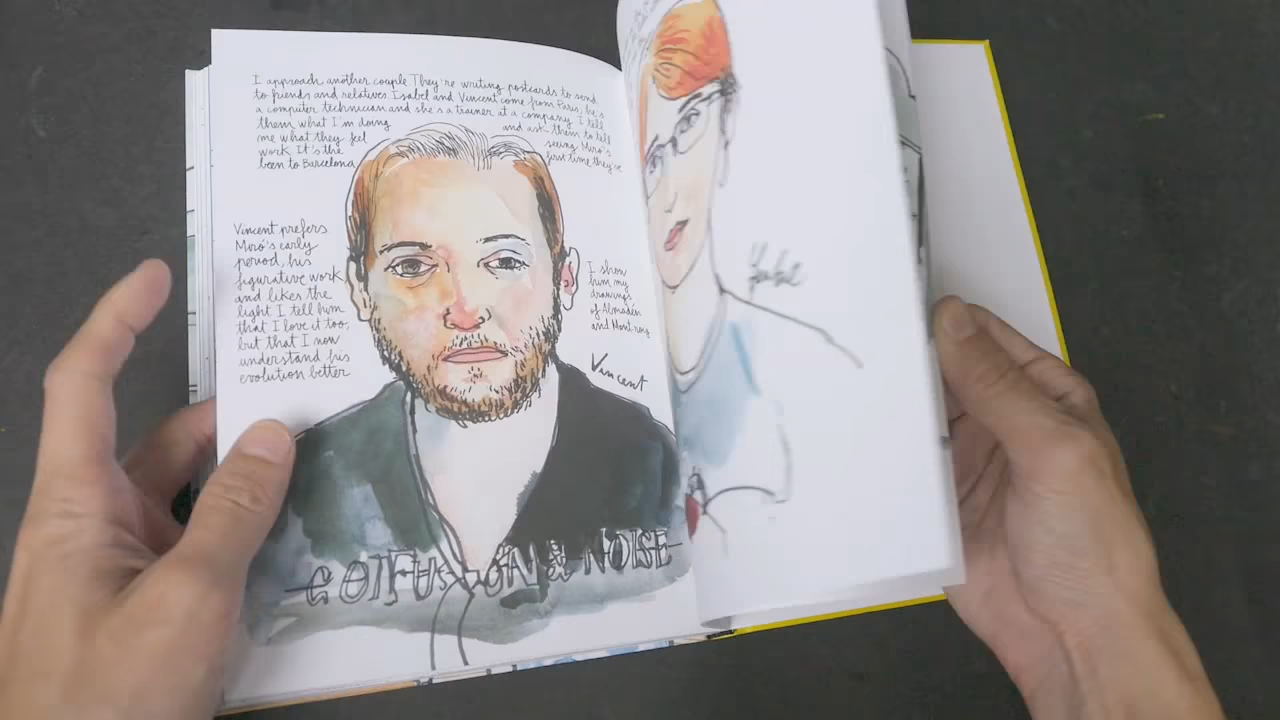 I approach another couple They're writing postcards to send
to friends and relatives. Isabel and Vincent come from Paris; he's
a computer technician and she's a trainer at a company. I tell
them what I'm doing and ask them to tell
me what they feel seeing Miró's
work. It's the first time they've
been to Barcelona
Vincent prefers
Miró's early
period, his
figurative work
and likes the
light I tell him
that I love it too,
but that I now
understand his
evolution better
I show
him my
drawings
of Almadén
and Mont-roig
Vincent
CONFUSION & NOISE
Isabel